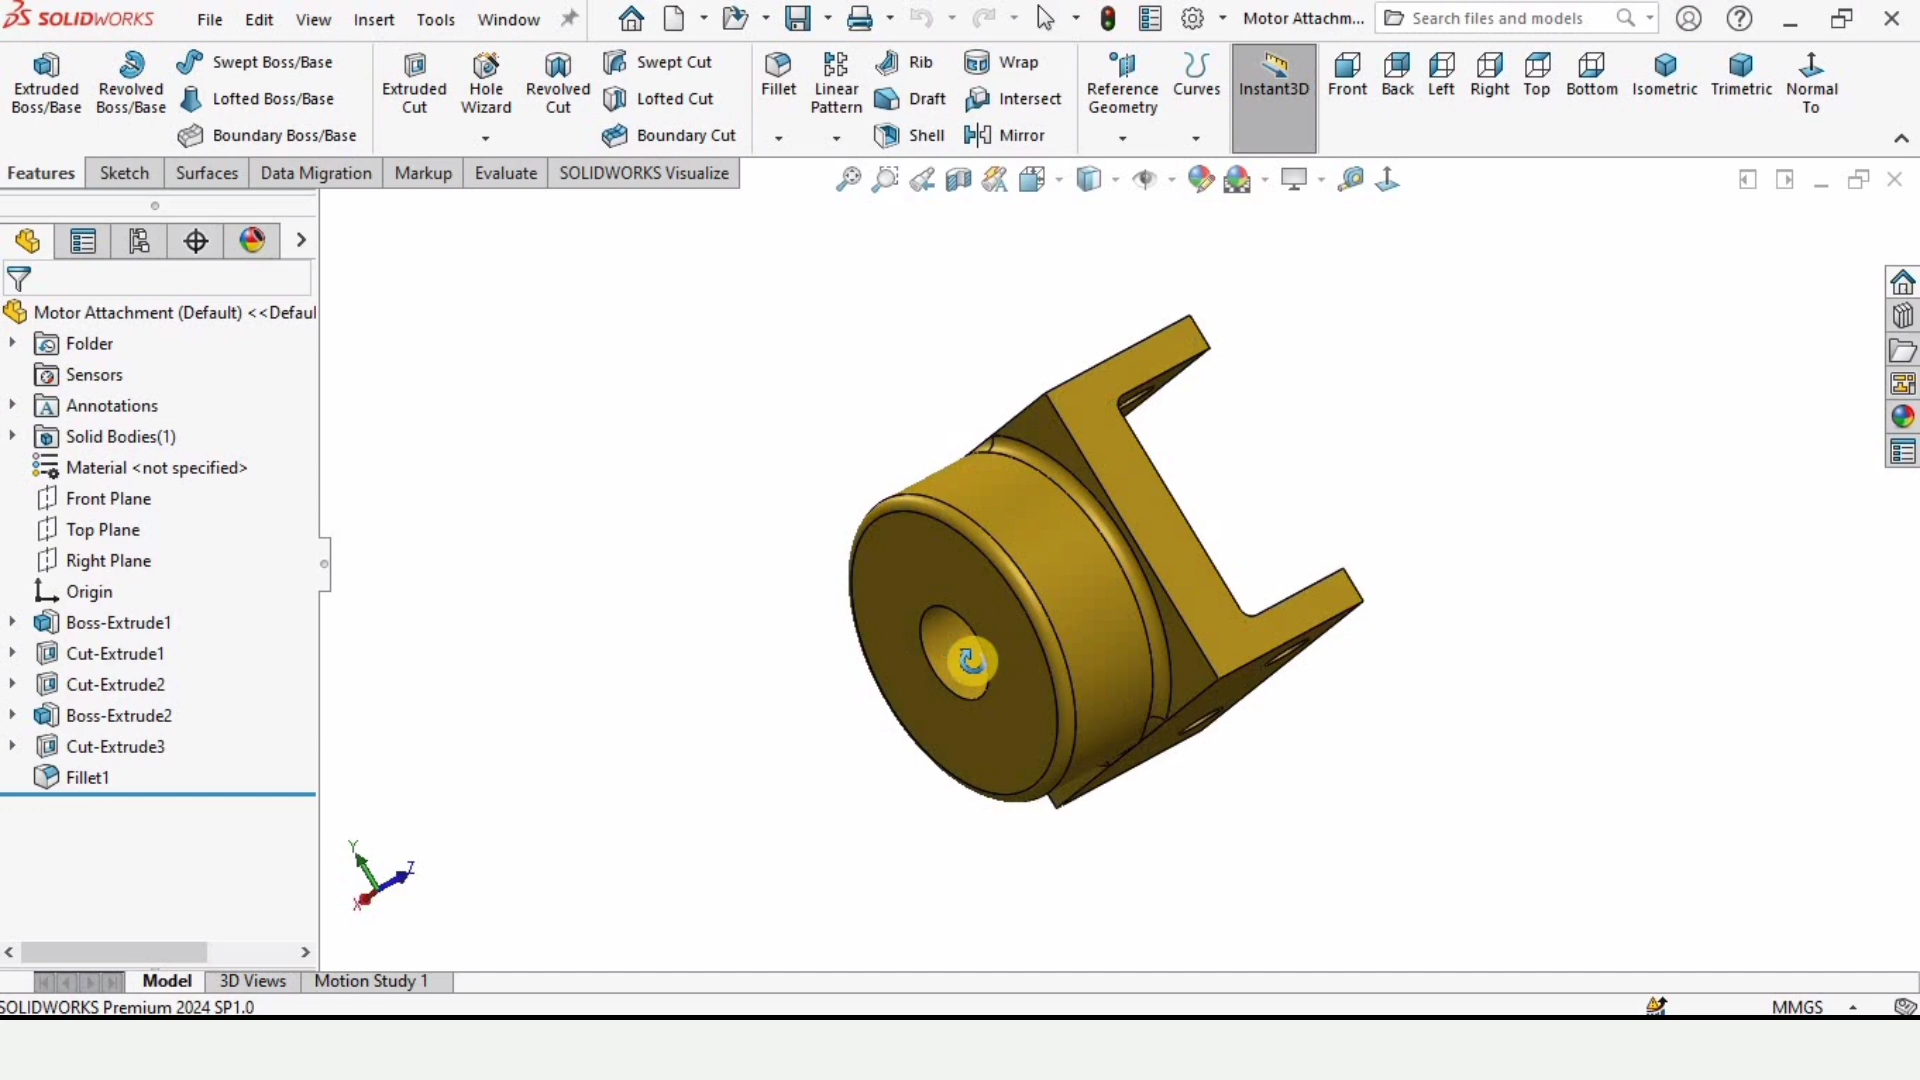 SOLIDWORKS File Edit View Insert Tools Window Motor Attachm... Search files and models
Extruded Boss/Base
Revolved Boss/Base
Swept Boss/Base
Lofted Boss/Base
Boundary Boss/Base
Extruded Cut
Hole Wizard
Revolved Cut
Swept Cut
Lofted Cut
Boundary Cut
Fillet
Linear Pattern
Rib
Draft
Shell
Wrap
Intersect
Mirror
Reference Geometry
Curves
Instant3D
Front
Back
Left
Right
Top
Bottom
Isometric
Trimetric
Normal To
Features Sketch Surfaces Data Migration Markup Evaluate SOLIDWORKS Visualize
Motor Attachment (Default) <<Defaul
Folder
Sensors
Annotations
Solid Bodies(1)
Material <not specified>
Front Plane
Top Plane
Right Plane
Origin
Boss-Extrude1
Cut-Extrude1
Cut-Extrude2
Boss-Extrude2
Cut-Extrude3
Fillet1
Y
Z
X
Model 3D Views Motion Study 1
SOLIDWORKS Premium 2024 SP1.0 MMGS